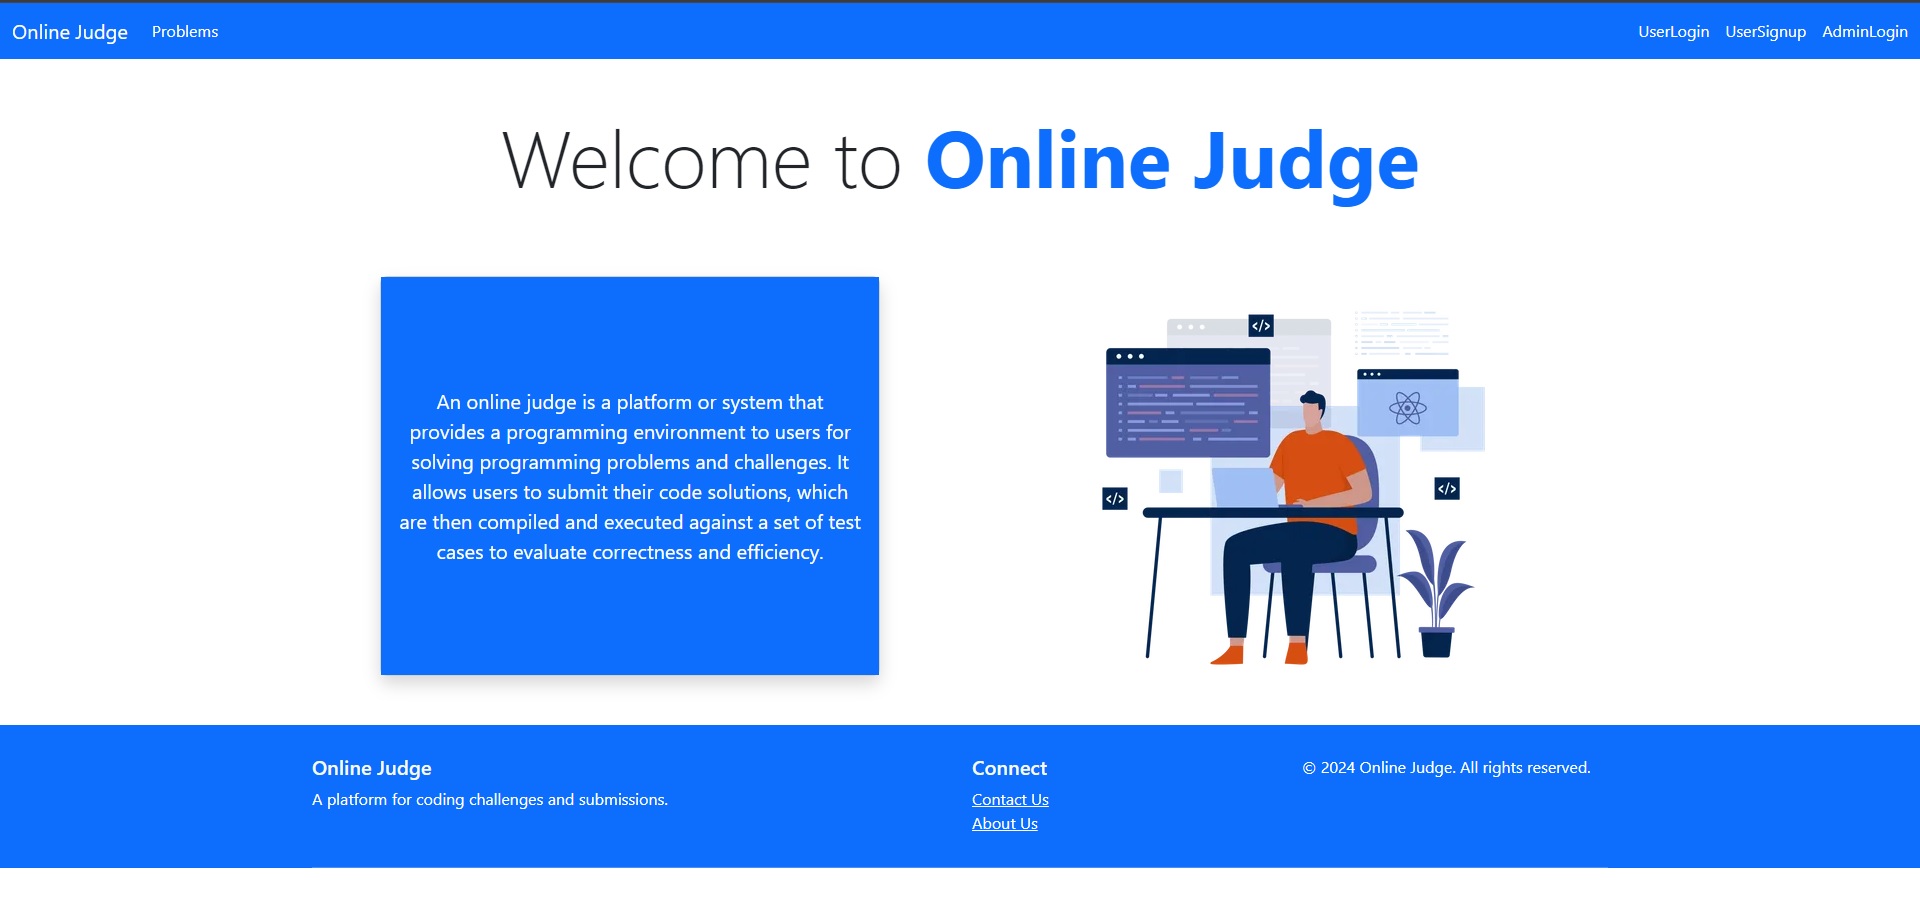 Online Judge Problems UserLogin UserSignup AdminLogin
Welcome to Online Judge
An online judge is a platform or system that
provides a programming environment to users for
solving programming problems and challenges. It
allows users to submit their code solutions, which
are then compiled and executed against a set of test
cases to evaluate correctness and efficiency.
</>
</>
</>
Online Judge
A platform for coding challenges and submissions.
Connect
Contact Us
About Us
© 2024 Online Judge. All rights reserved.